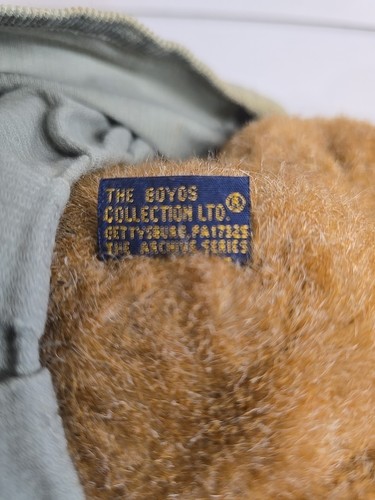 THE BOYDS
COLLECTION LTD. ®
GETTYSBURG, PA 17325
THE ARCHIVE SERIES